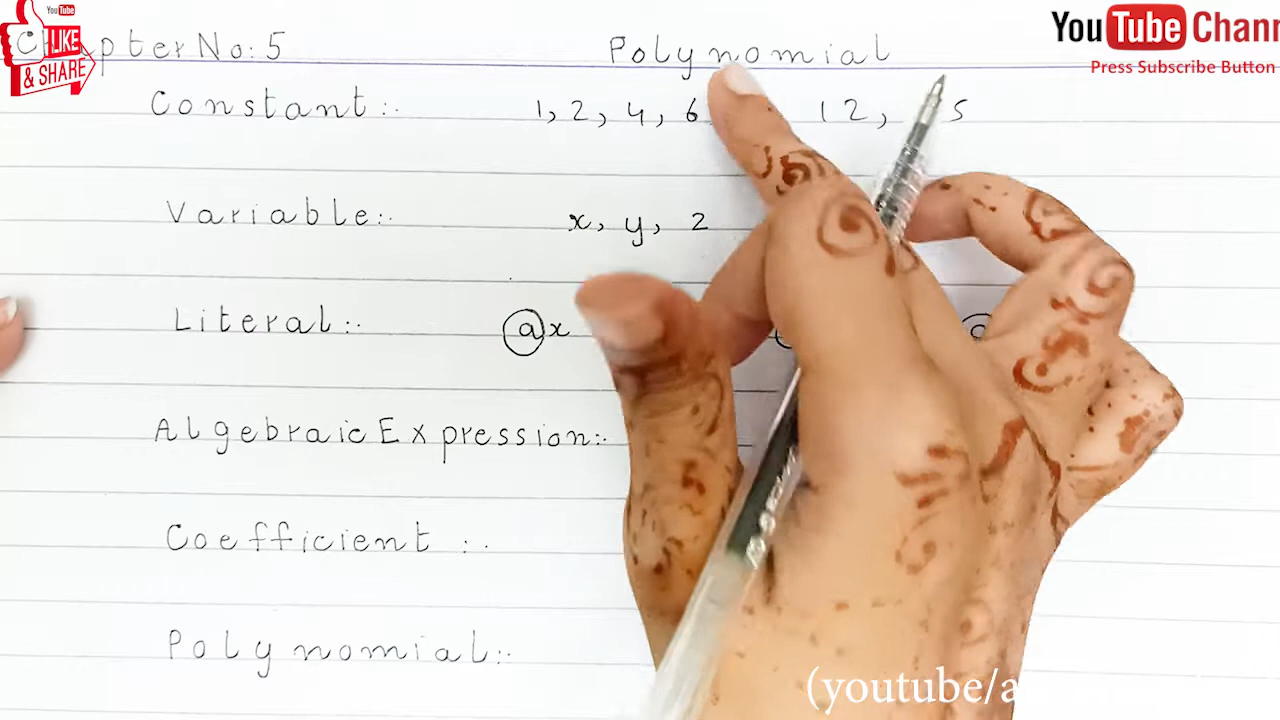 YouTube
LIKE
& SHARE
pter No: 5
Polynomial
YouTube Chann
Press Subscribe Button
Constant:. 1, 2, 4, 6 12, 5
Variable:. x, y, z
Literal:. ax
Algebraic Expression:.
Coefficient :.
Polynomial:.
(youtube/a